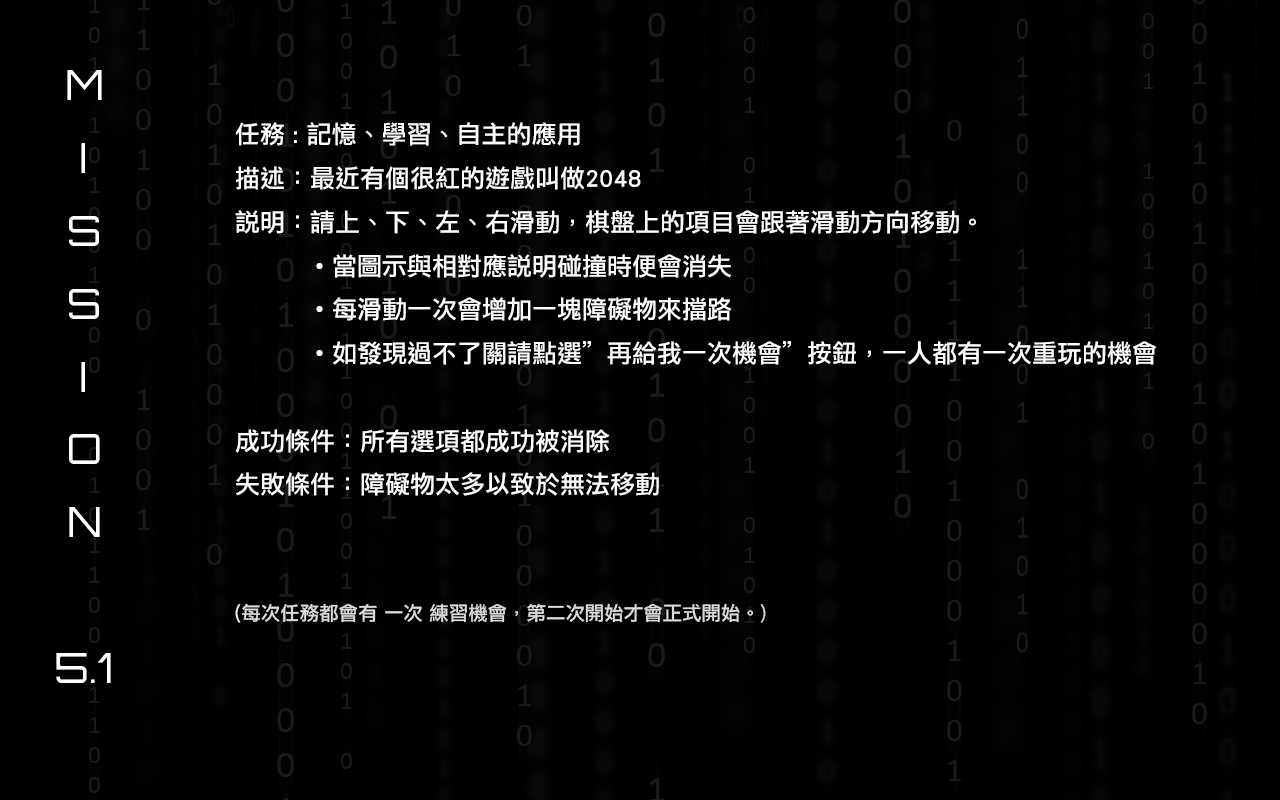 MISSION 5.1
任務 : 記憶、學習、自主的應用
描述：最近有個很紅的遊戲叫做2048
說明：請上、下、左、右滑動，棋盤上的項目會跟著滑動方向移動。
•當圖示與相對應說明碰撞時便會消失
•每滑動一次會增加一塊障礙物來擋路
•如發現過不了關請點選”再給我一次機會”按鈕，一人都有一次重玩的機會
成功條件：所有選項都成功被消除
失敗條件：障礙物太多以致於無法移動
(每次任務都會有 一次 練習機會，第二次開始才會正式開始。)